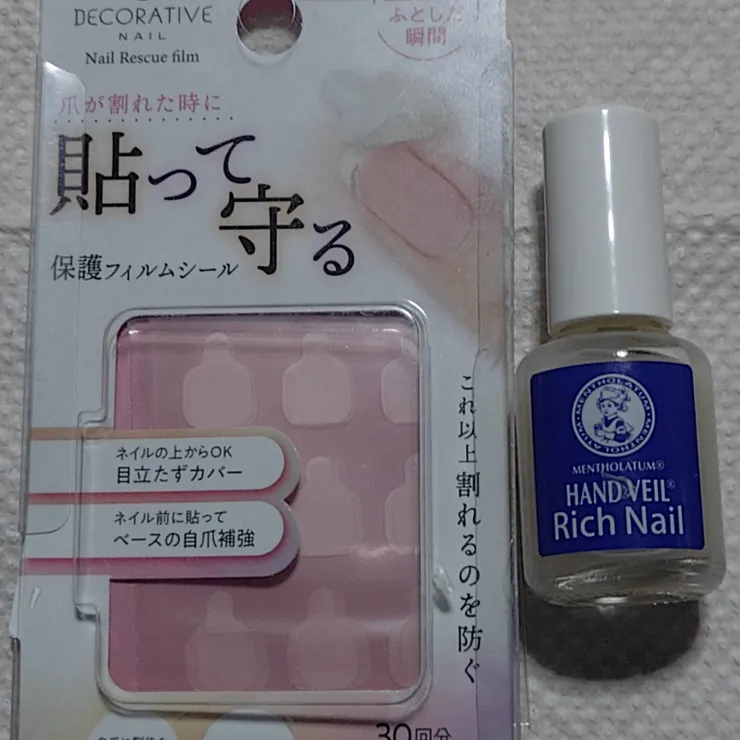 DECORATIVE
NAIL
Nail Rescue film
ふとした
瞬間
爪が割れた時に
貼って
守る
保護フィルムシール
これ以上割れるのを防ぐ
ネイルの上からOK
目立たずカバー
ネイル前に貼って
ベースの自爪補強
30回分
MENTHOLATUM
MENTHOLATUM®
HAND VEIL®
Rich Nail